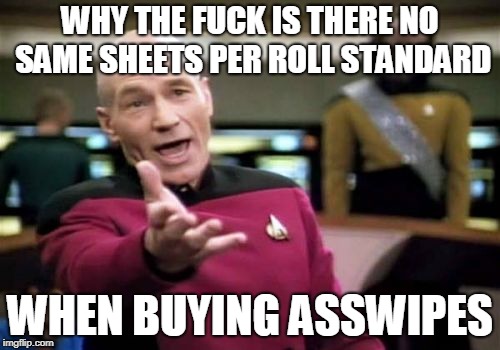 WHY THE FUCK IS THERE NO
SAME SHEETS PER ROLL STANDARD
WHEN BUYING ASSWIPES
imgflip.com